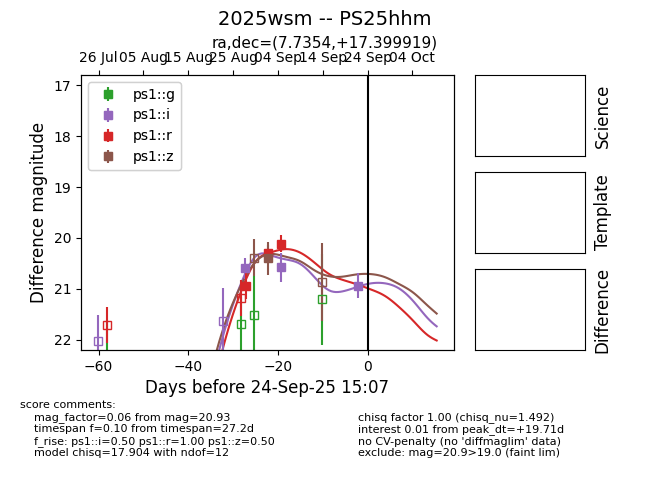 2025wsm -- PS25hhm
ra,dec=(7.7354,+17.399919)
26 Jul 05 Aug 15 Aug 25 Aug 04 Sep 14 Sep 24 Sep 04 Oct
ps1::g
ps1::i
ps1::r
ps1::z
17
18
19
20
21
22
Difference magnitude
−60 −40 −20 0
Days before 24-Sep-25 15:07
Science
Template
Difference
score comments:
mag_factor=0.06 from mag=20.93
timespan f=0.10 from timespan=27.2d
f_rise: ps1::i=0.50 ps1::r=1.00 ps1::z=0.50
model chisq=17.904 with ndof=12
chisq factor 1.00 (chisq_nu=1.492)
interest 0.01 from peak_dt=+19.71d
no CV-penalty (no 'diffmaglim' data)
exclude: mag=20.9>19.0 (faint lim)